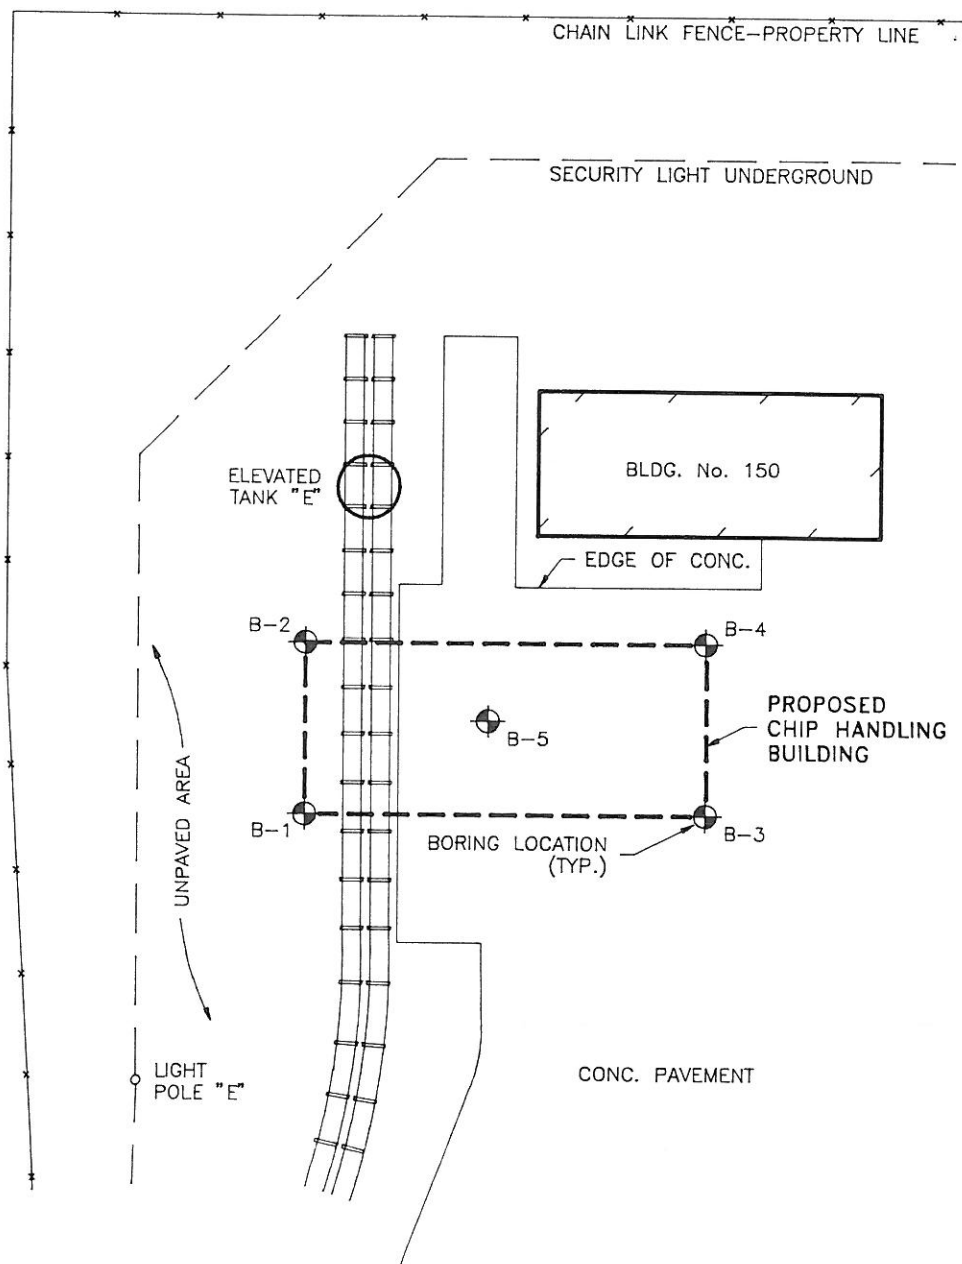 CHAIN LINK FENCE-PROPERTY LINE
SECURITY LIGHT UNDERGROUND
ELEVATED
TANK "E"
BLDG. No. 150
EDGE OF CONC.
B-2
B-4
PROPOSED
CHIP HANDLING
BUILDING
B-5
UNPAVED AREA
B-1
BORING LOCATION
(TYP.)
B-3
LIGHT
POLE "E"
CONC. PAVEMENT